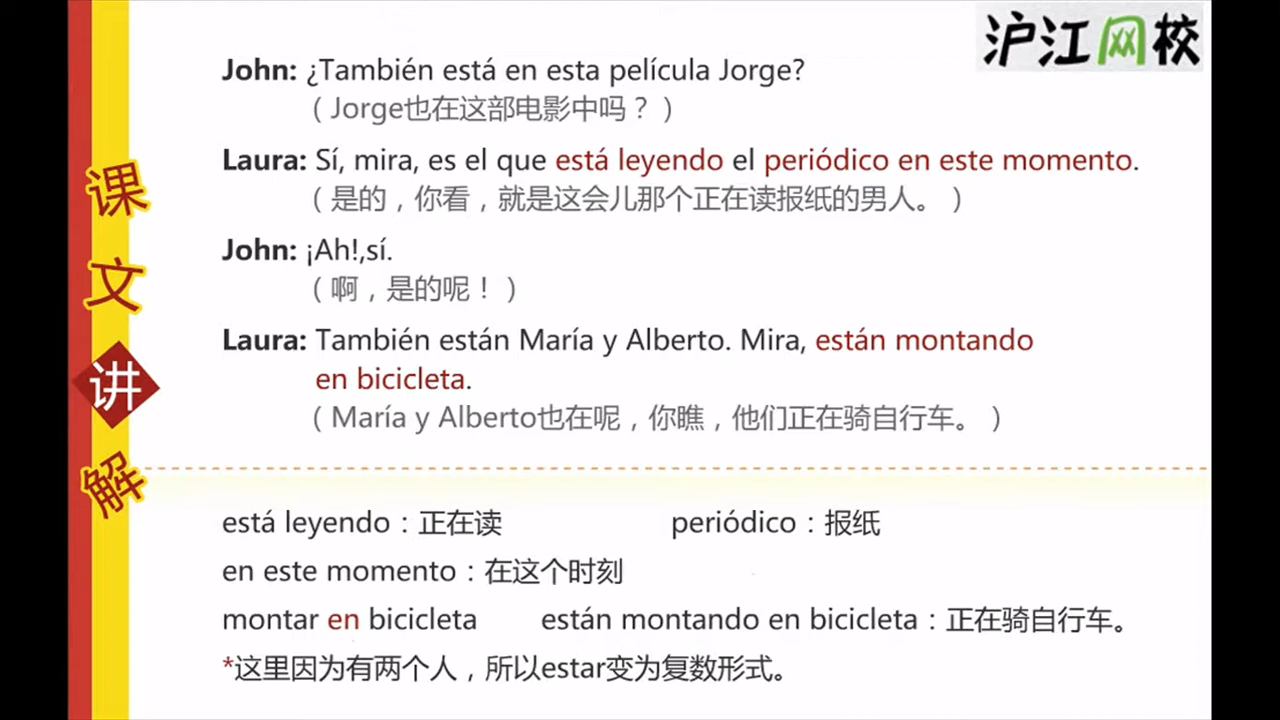 沪江网校
课文讲解
John: ¿También está en esta película Jorge?
（Jorge也在这部电影中吗？）
Laura: Sí, mira, es el que está leyendo el periódico en este momento.
（是的，你看，就是这会儿那个正在读报纸的男人。）
John: ¡Ah!,sí.
（啊，是的呢！）
Laura: También están María y Alberto. Mira, están montando
en bicicleta.
（María y Alberto也在呢，你瞧，他们正在骑自行车。）
está leyendo：正在读 periódico：报纸
en este momento：在这个时刻
montar en bicicleta están montando en bicicleta：正在骑自行车。
*这里因为有两个人，所以estar变为复数形式。